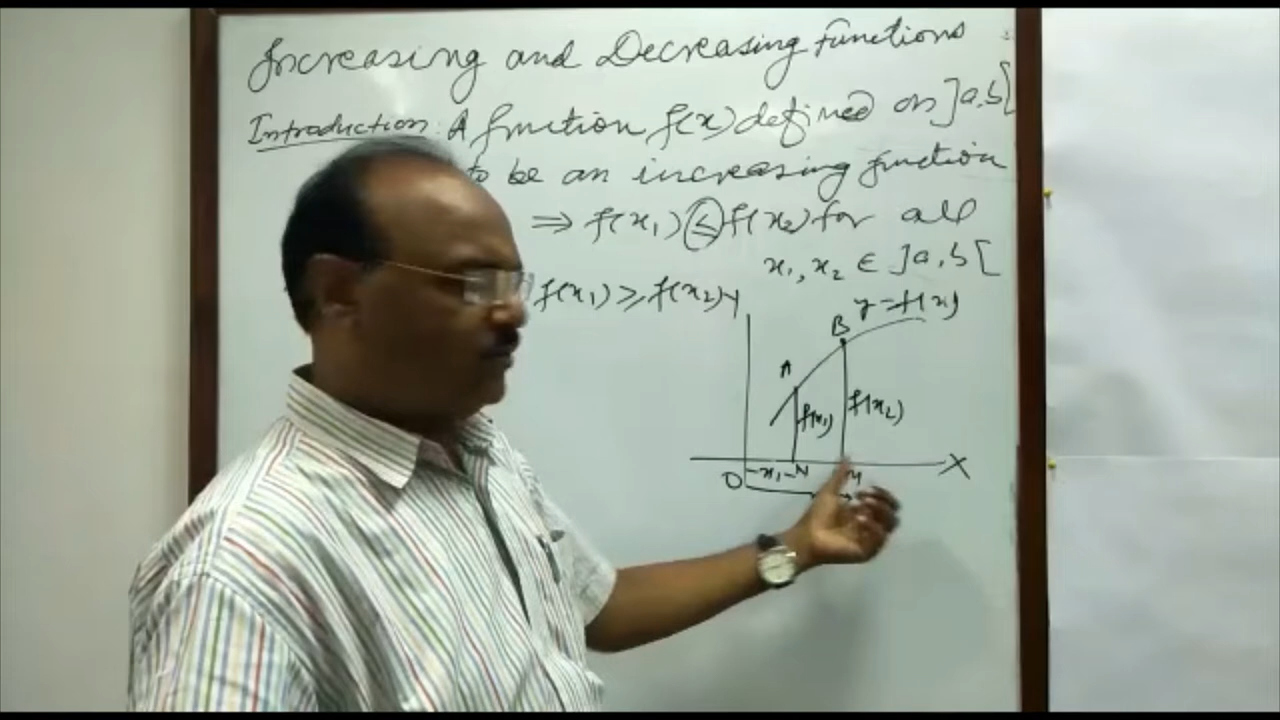 Increasing and Decreasing Functions
Introduction: A function f(x) defined on ]a,b[
to be an increasing function
⇒ f(x₁) ≤ f(x₂) for all
x₁, x₂ ∈ ]a,b[
f(x₁) ≥ f(x₂)
Y
y=f(x)
B
A
f(x₁)
f(x₂)
O
x₁
N
M
X